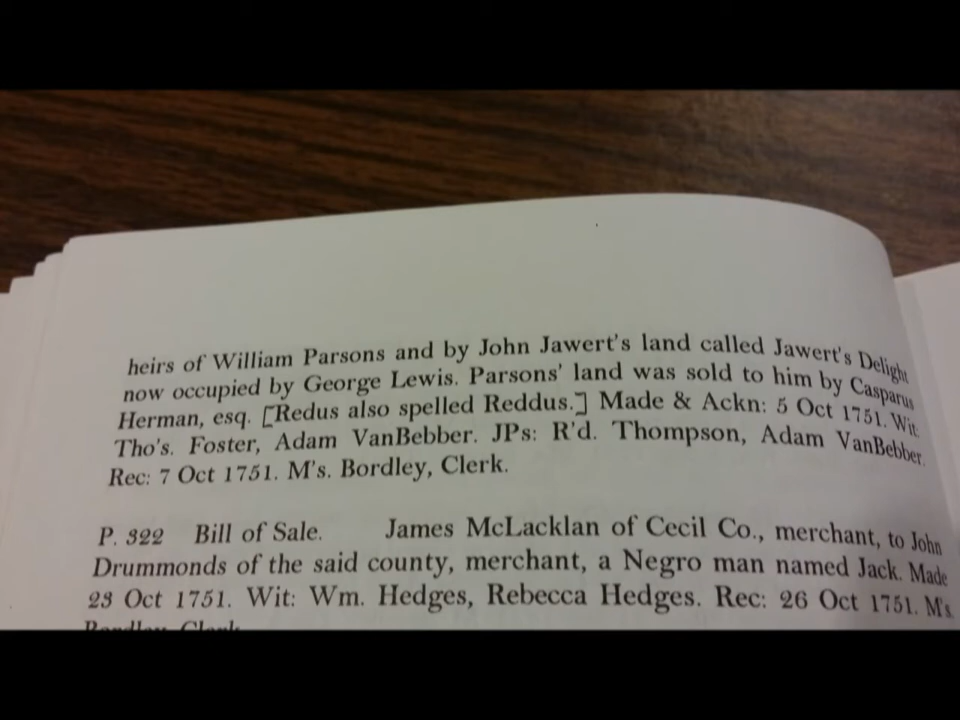 heirs of William Parsons and by John Jawert's land called Jawert's Delight
now occupied by George Lewis. Parsons' land was sold to him by Casparus
Herman, esq. [Redus also spelled Reddus.] Made & Ackn: 5 Oct 1751. Wit:
Tho's. Foster, Adam VanBebber. JPs: R'd. Thompson, Adam VanBebber.
Rec: 7 Oct 1751. M's. Bordley, Clerk.
P. 322 Bill of Sale. James McLacklan of Cecil Co., merchant, to John
Drummonds of the said county, merchant, a Negro man named Jack. Made
23 Oct 1751. Wit: Wm. Hedges, Rebecca Hedges. Rec: 26 Oct 1751. M's.
Bordley, Clerk